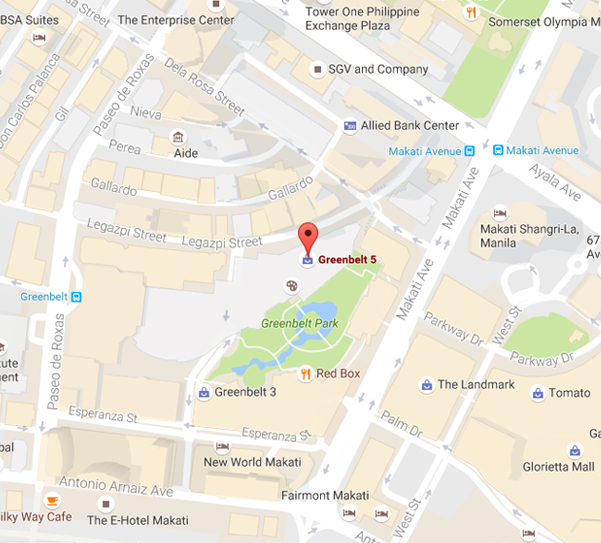 BSA Suites
The Enterprise Center
Tower One Philippine
Exchange Plaza
Somerset Olympia M
Don Carlos Palanca
Gil
Paseo de Roxas
Dela Rosa Street
SGV and Company
Nieva
Perea
Aide
Allied Bank Center
Makati Avenue
Makati Avenue
Ayala Ave
Gallardo
Gallardo
Makati Ave
Legazpi Street
Legazpi Street
Makati Shangri-La,
Manila
67
Ave
Greenbelt 5
Greenbelt
Makati Ave
West St
Greenbelt Park
Parkway Dr
Parkway Dr
Paseo de Roxas
Red Box
The Landmark
Tomato
Greenbelt 3
Esperanza St
Esperanza St
Palm Dr
Glorietta Mall
New World Makati
Antonio Arnaiz Ave
Fairmont Makati
West St
ilky Way Cafe
The E-Hotel Makati